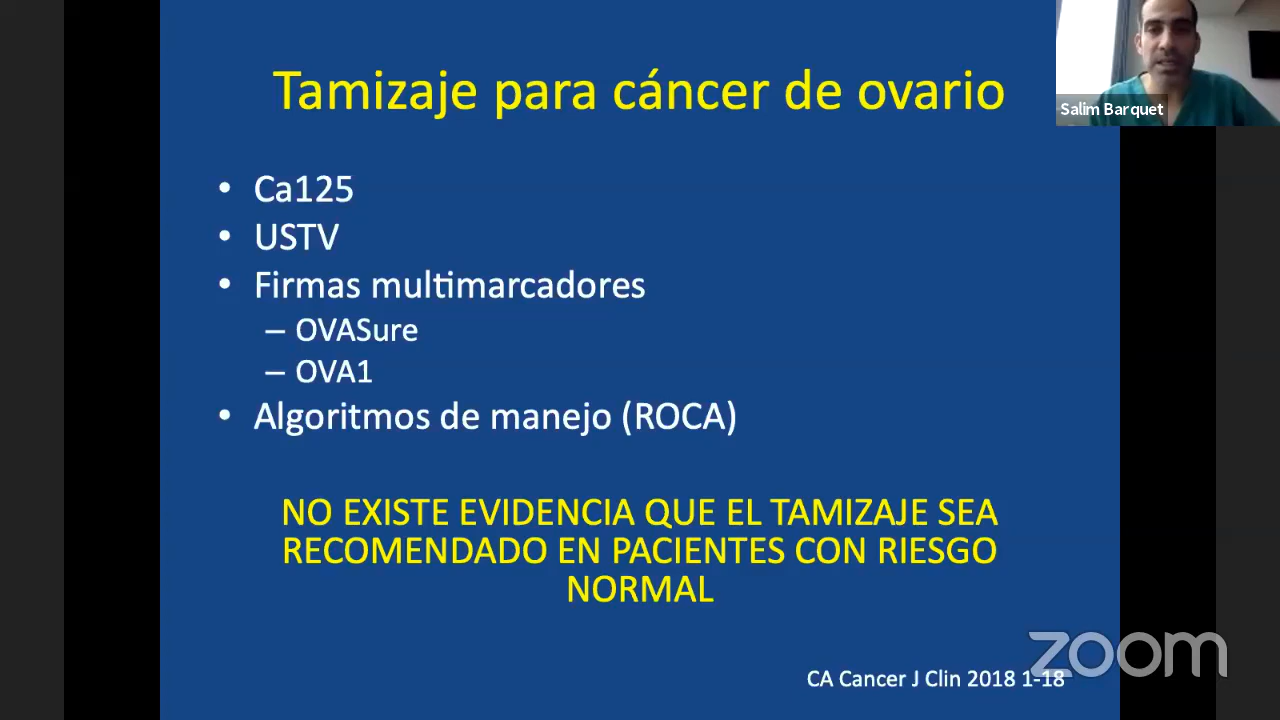 Tamizaje para cáncer de ovario
Salim Barquet
• Ca125
• USTV
• Firmas multimarcadores
– OVASure
– OVA1
• Algoritmos de manejo (ROCA)
NO EXISTE EVIDENCIA QUE EL TAMIZAJE SEA
RECOMENDADO EN PACIENTES CON RIESGO
NORMAL
zoom
CA Cancer J Clin 2018 1-18